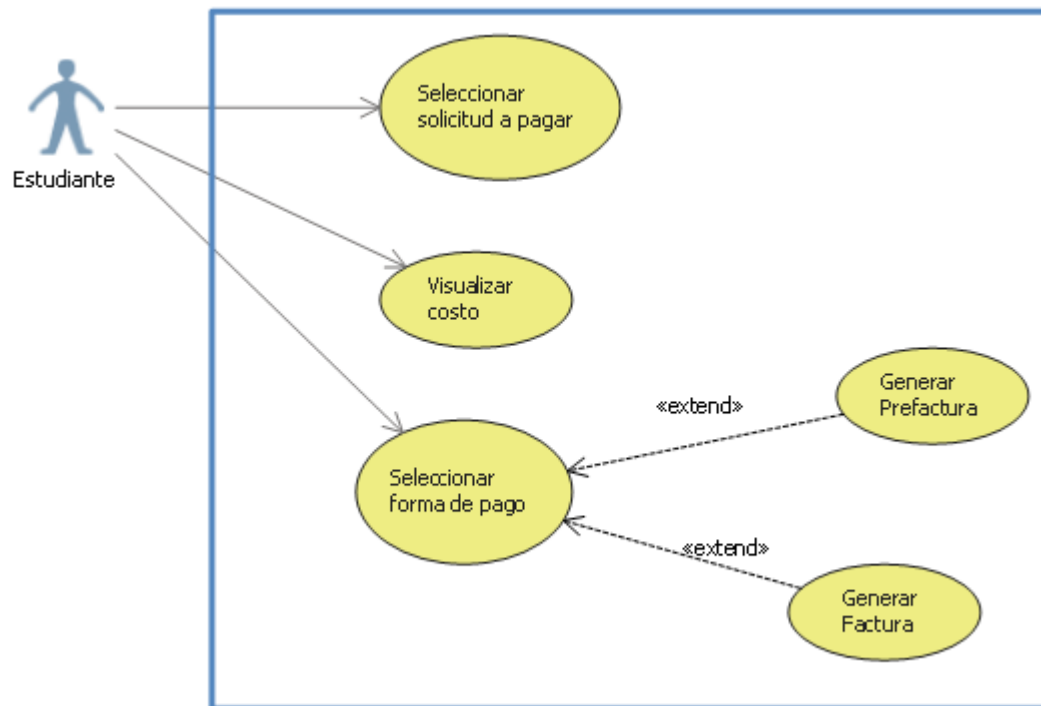 Seleccionar
solicitud a pagar
Estudiante
Visualizar
costo
Generar
Prefactura
«extend»
Seleccionar
forma de pago
«extend»
Generar
Factura